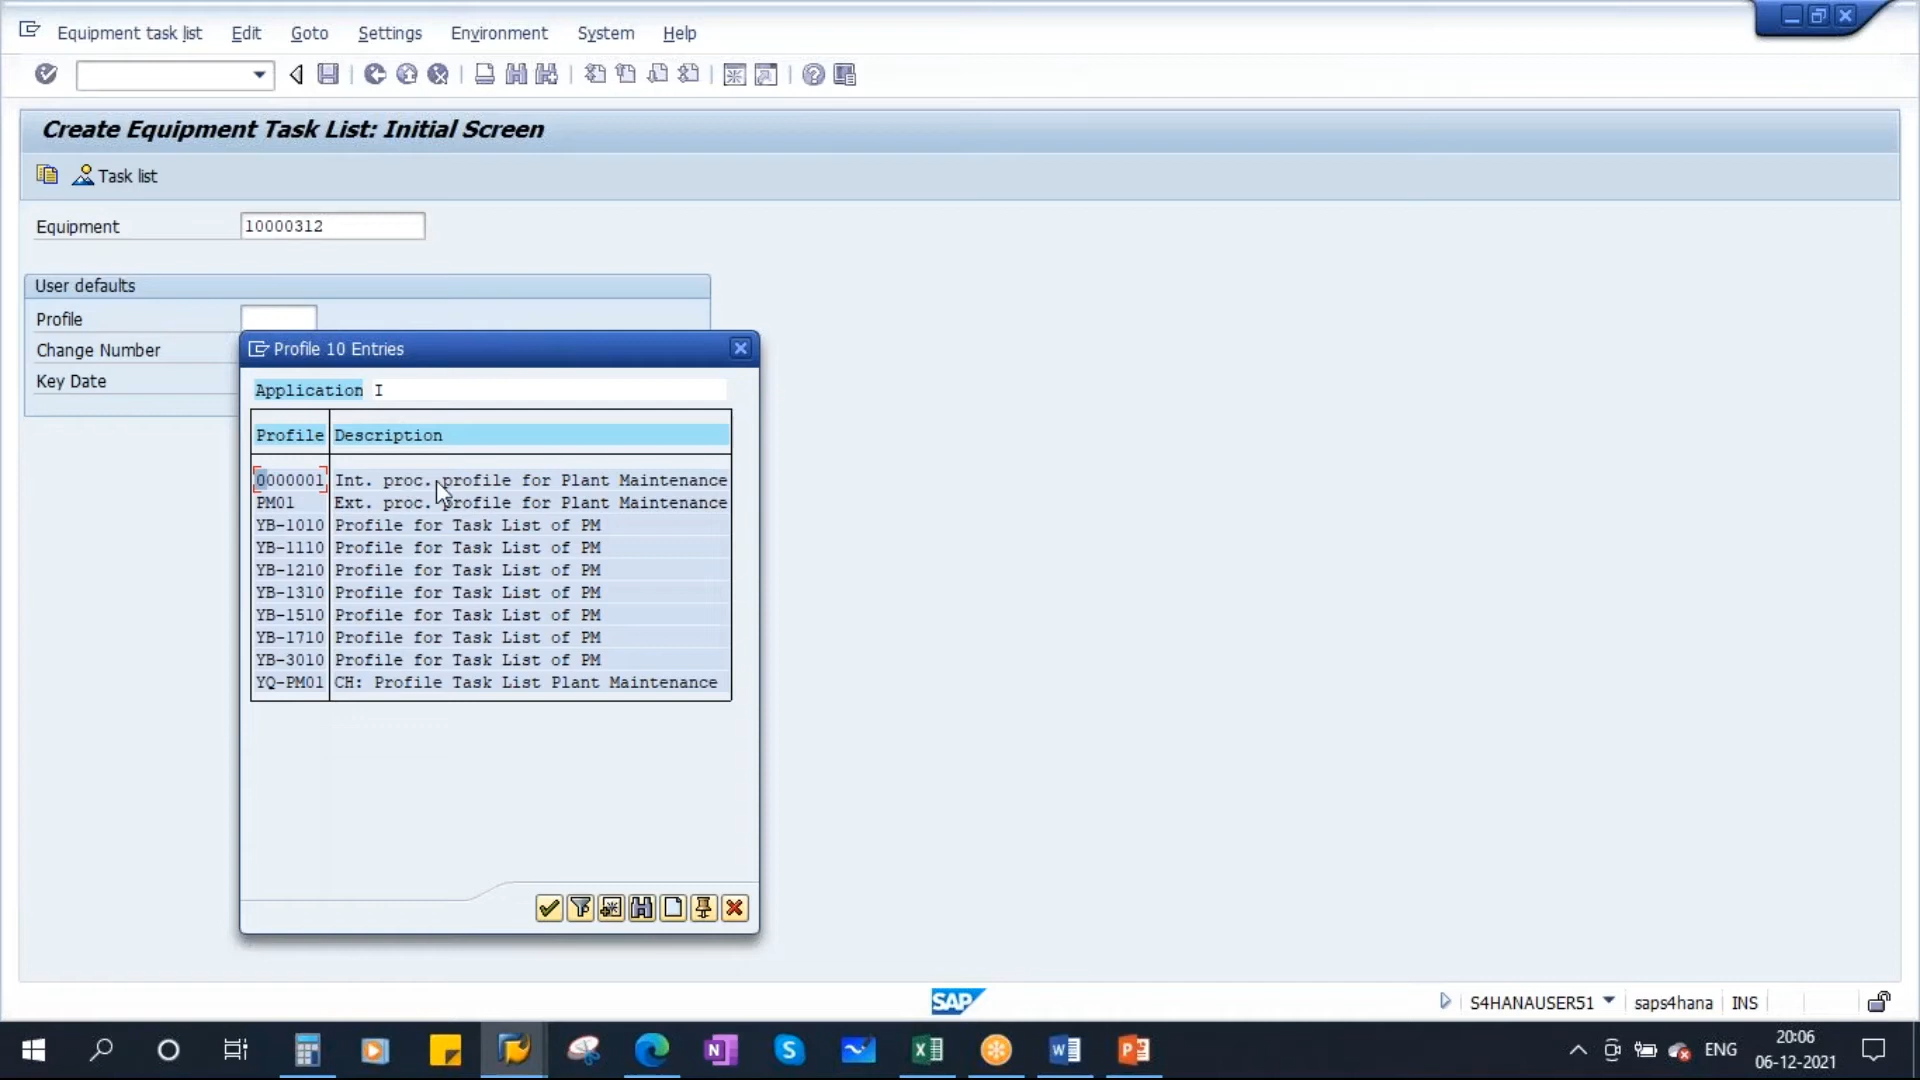 Equipment task list Edit Goto Settings Environment System Help
Create Equipment Task List: Initial Screen
Task list
Equipment 10000312
User defaults
Profile
Change Number
Key Date
Profile 10 Entries
Application I
Profile Description
0000001 Int. proc. profile for Plant Maintenance
PM01 Ext. proc. profile for Plant Maintenance
YB-1010 Profile for Task List of PM
YB-1110 Profile for Task List of PM
YB-1210 Profile for Task List of PM
YB-1310 Profile for Task List of PM
YB-1510 Profile for Task List of PM
YB-1710 Profile for Task List of PM
YB-3010 Profile for Task List of PM
YQ-PM01 CH: Profile Task List Plant Maintenance
SAP
S4HANAUSER51 saps4hana INS
ENG
20:06
06-12-2021